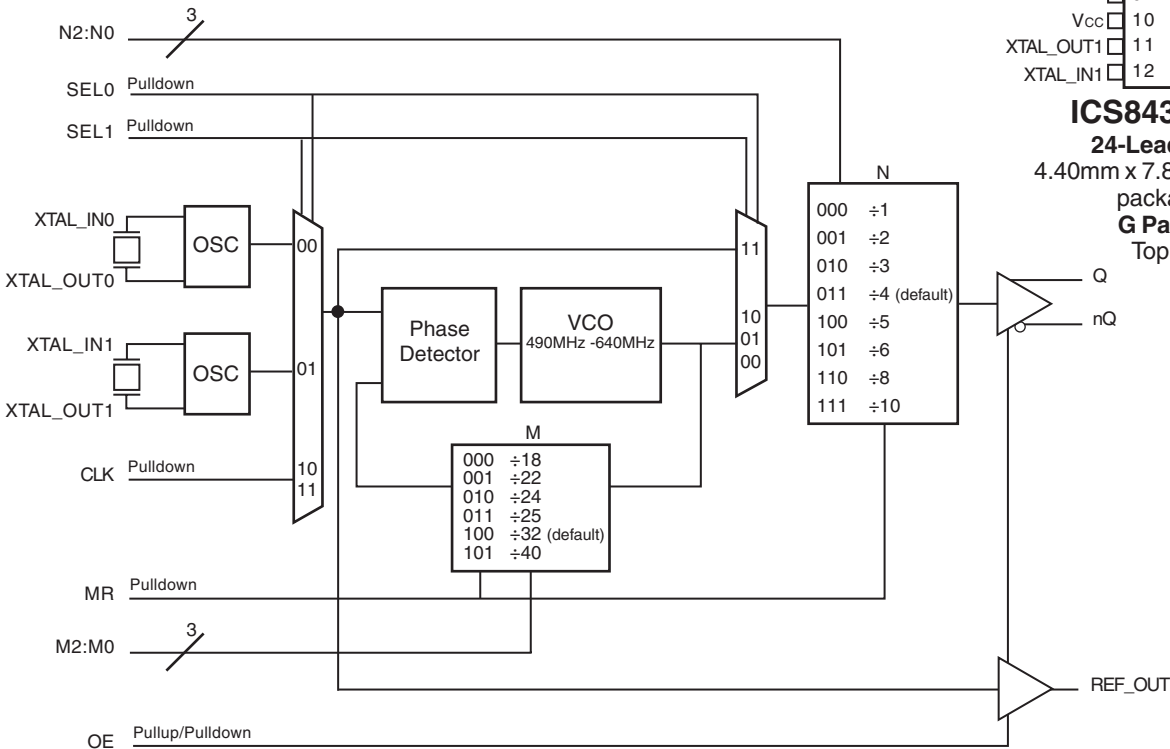 3
N2:N0
SEL0 Pulldown
SEL1 Pulldown
XTAL_IN0
OSC
XTAL_OUT0
00
XTAL_IN1
OSC
XTAL_OUT1
01
CLK Pulldown
10
11
Phase
Detector
VCO
490MHz -640MHz
11
10
01
00
M
000 ÷18
001 ÷22
010 ÷24
011 ÷25
100 ÷32 (default)
101 ÷40
N
000 ÷1
001 ÷2
010 ÷3
011 ÷4 (default)
100 ÷5
101 ÷6
110 ÷8
111 ÷10
Q
nQ
MR Pulldown
3
M2:M0
REF_OUT
OE Pullup/Pulldown
VCC 10
XTAL_OUT1 11
XTAL_IN1 12
ICS843
24-Lea
4.40mm x 7.8
packa
G Pa
Top